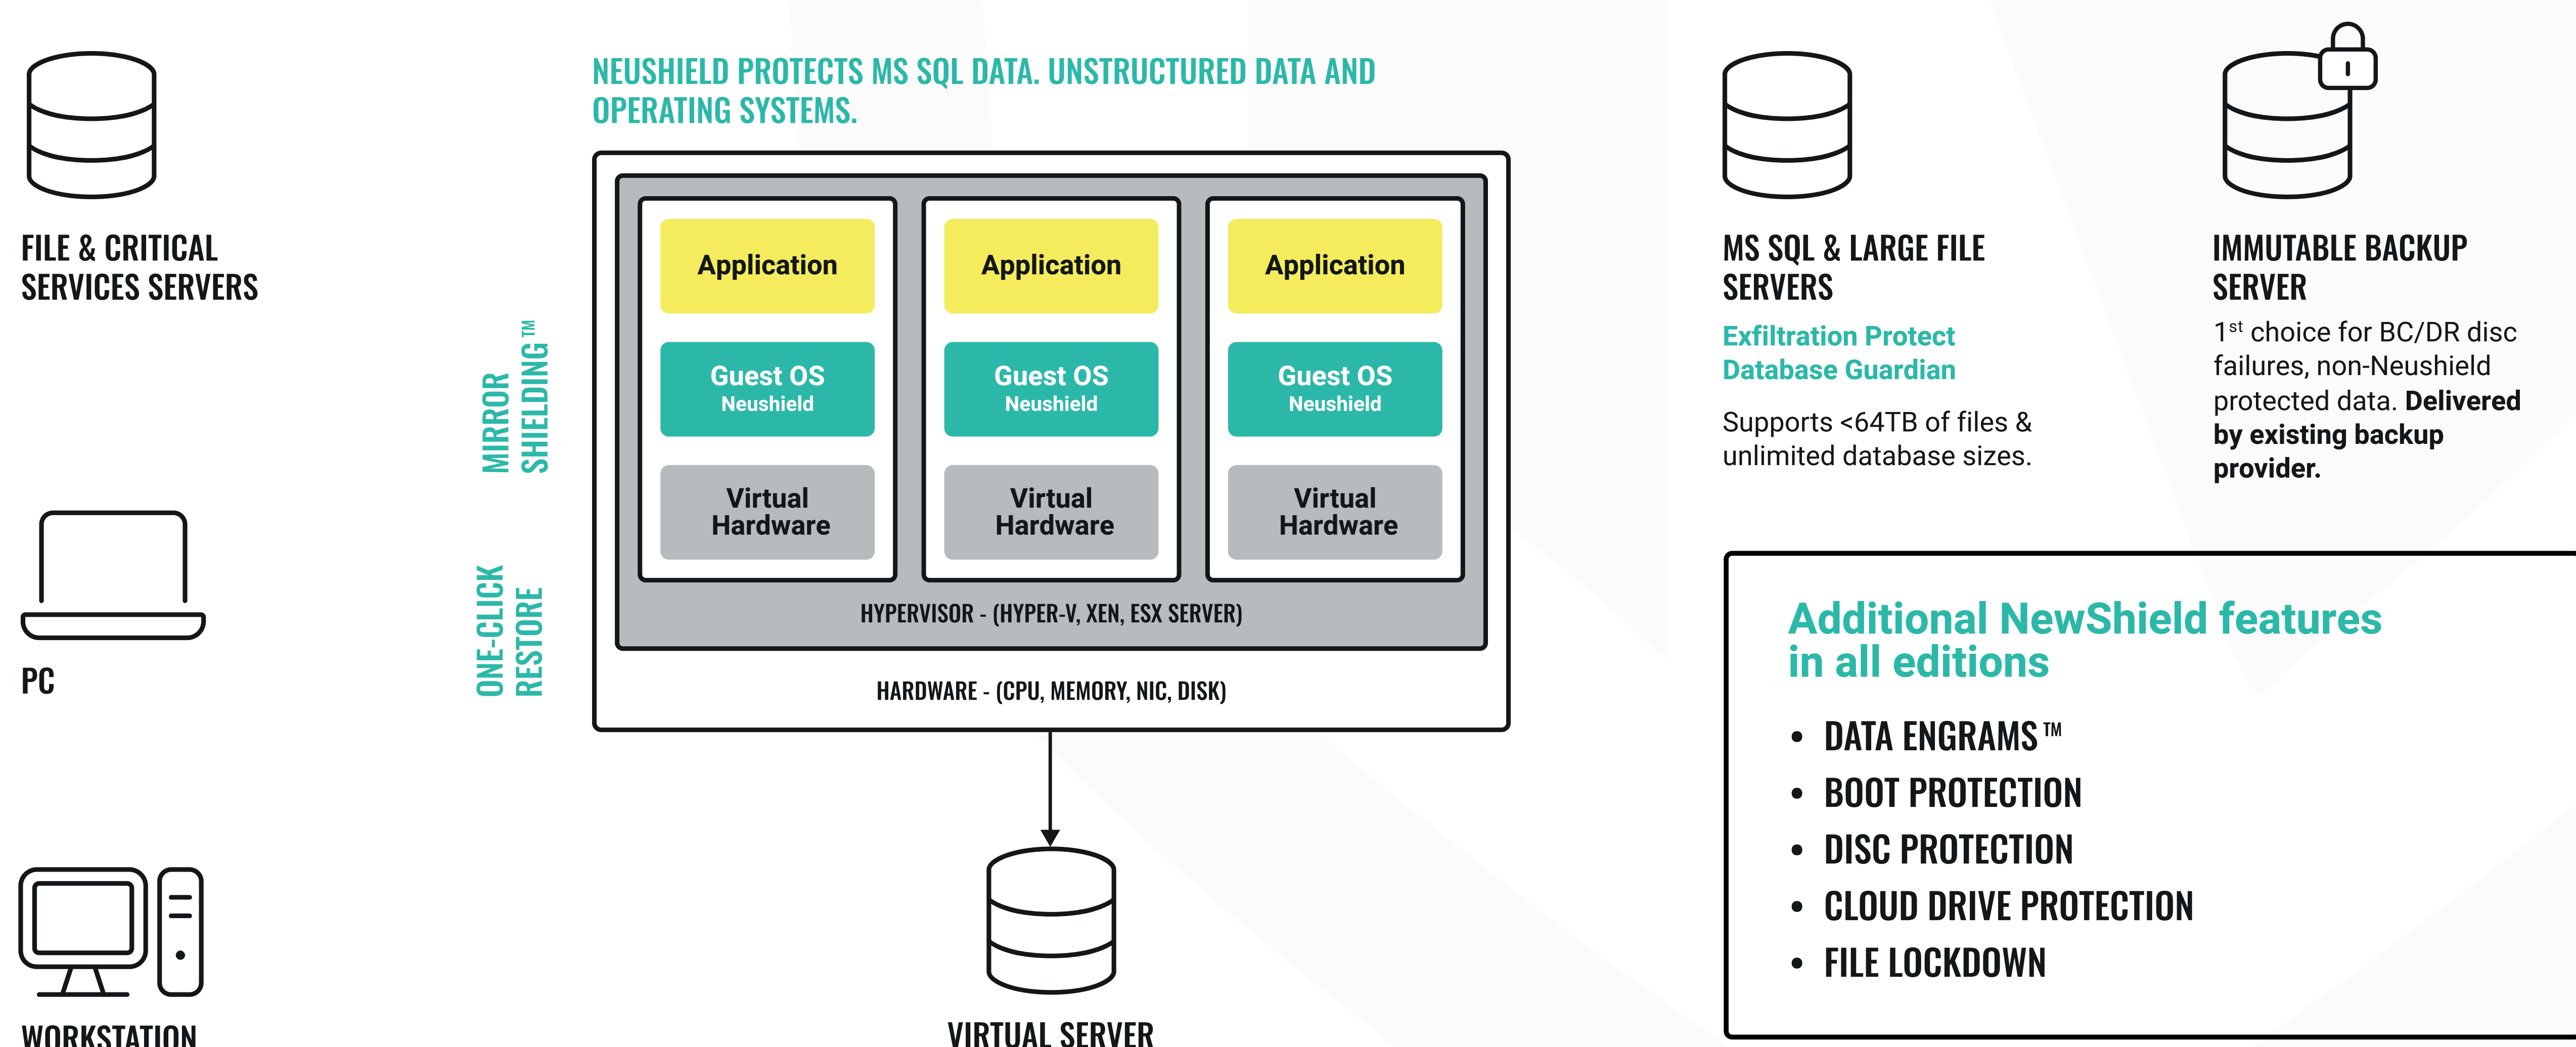 FILE & CRITICAL
SERVICES SERVERS
PC
WORKSTATION
MIRROR
SHIELDING™
ONE-CLICK
RESTORE
NEUSHIELD PROTECTS MS SQL DATA. UNSTRUCTURED DATA AND
OPERATING SYSTEMS.
Application
Guest OS
Neushield
Virtual
Hardware
Application
Guest OS
Neushield
Virtual
Hardware
Application
Guest OS
Neushield
Virtual
Hardware
HYPERVISOR - (HYPER-V, XEN, ESX SERVER)
HARDWARE - (CPU, MEMORY, NIC, DISK)
VIRTUAL SERVER
MS SQL & LARGE FILE
SERVERS
Exfiltration Protect
Database Guardian
Supports <64TB of files &
unlimited database sizes.
IMMUTABLE BACKUP
SERVER
1st choice for BC/DR disc
failures, non-Neushield
protected data. Delivered
by existing backup
provider.
Additional NewShield features
in all editions
• DATA ENGRAMS™
• BOOT PROTECTION
• DISC PROTECTION
• CLOUD DRIVE PROTECTION
• FILE LOCKDOWN